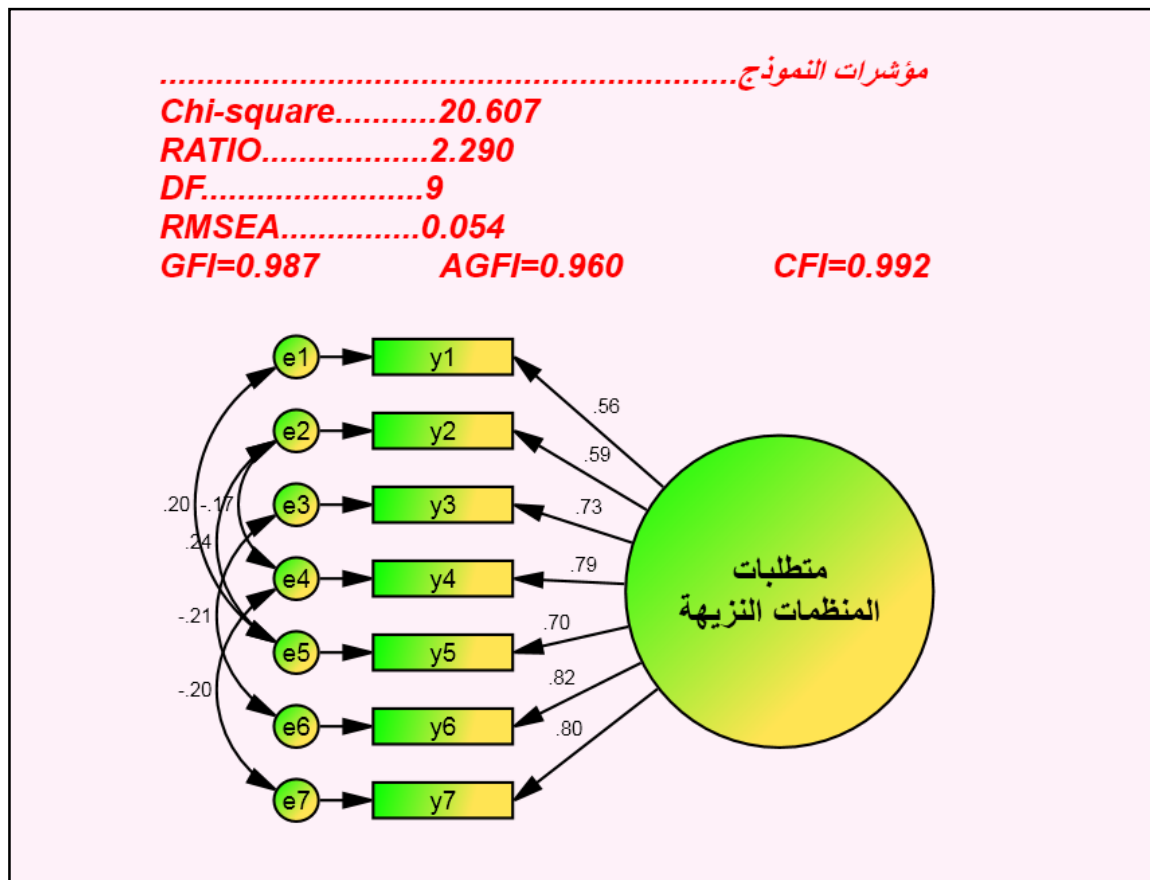 مؤشرات النموذج...............................................................
Chi-square...........20.607
RATIO..................2.290
DF........................9
RMSEA...............0.054
GFI=0.987 AGFI=0.960 CFI=0.992
e1 y1
.56
e2 y2
.59
.20 -.17 e3 y3 .73
.24
e4 y4 .79
متطلبات
المنظمات النزيهة
-.21
.70
e5 y5
-.20
.82
e6 y6
.80
e7 y7